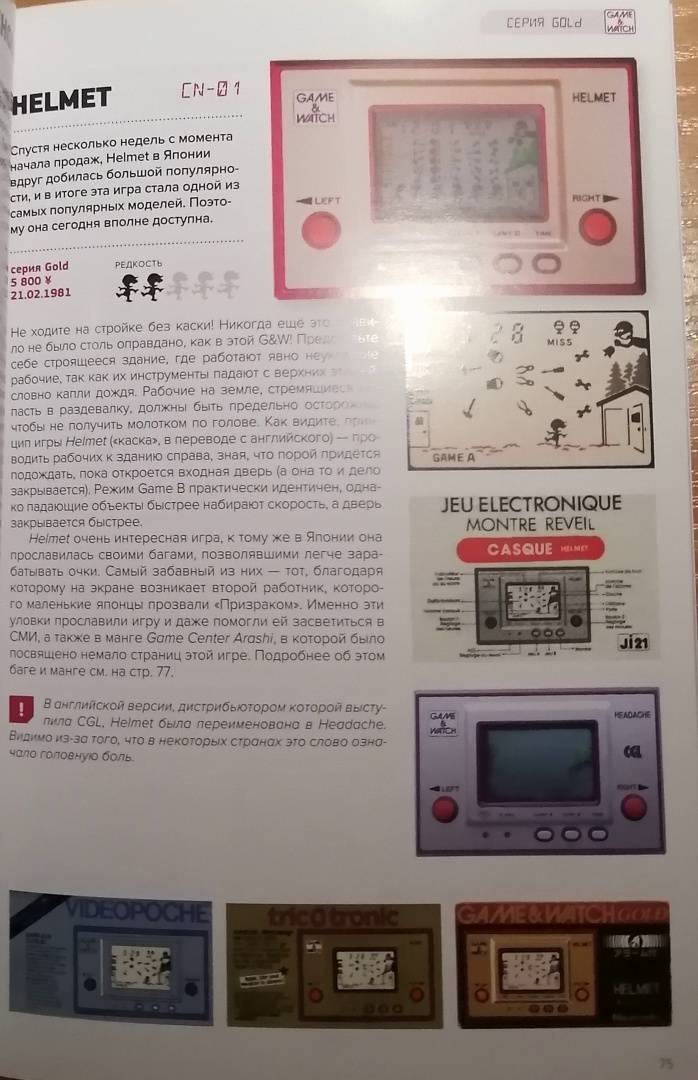 СЕРИЯ GOLD
GAME
&
WATCH
HELMET
CN-01
Спустя несколько недель с момента
начала продаж, Helmet в Японии
вдруг добилась большой популярно-
сти, и в итоге эта игра стала одной из
самых популярных моделей. Поэто-
му она сегодня вполне доступна.
серия Gold
5 800 ¥
21.02.1981
РЕДКОСТЬ
GAME
&
WATCH
HELMET
LEFT
RIGHT
Не ходите на стройке без каски! Никогда ещё это
ло не было столь оправдано, как в этой G&W!
себе строящееся здание, где работают явно
рабочие, так как их инструменты падают с верхних
словно капли дождя. Рабочие на земле, стремящиеся
пасть в раздевалку, должны быть предельно осторожны,
чтобы не получить молотком по голове. Как видите, прин-
цип игры Helmet («каска», в переводе с английского) — про-
водить рабочих к зданию справа, зная, что порой придётся
подождать, пока откроется входная дверь (а она то и дело
закрывается). Режим Game B практически идентичен, одна-
ко падающие объекты быстрее набирают скорость, а дверь
закрывается быстрее.
Helmet очень интересная игра, к тому же в Японии она
прославилась своими багами, позволявшими легче зара-
батывать очки. Самый забавный из них — тот, благодаря
которому на экране возникает второй работник, которо-
го маленькие японцы прозвали «Призраком». Именно эти
уловки прославили игру и даже помогли ей засветиться в
СМИ, а также в манге Game Center Arashi, в которой было
посвящено немало страниц этой игре. Подробнее об этом
баге и манге см. на стр. 77.
! В английской версии, дистрибьютором которой высту-
пила CGL, Helmet была переименована в Headache.
Видимо из-за того, что в некоторых странах это слово озна-
чало головную боль.
MISS
GAME A
JEU ELECTRONIQUE
MONTRE REVEIL
CASQUE HELMET
Ji21
GAME
&
WATCH
HEADACHE
CGL
LEFT
RIGHT
VIDEOPOCHE
tricOtronic
GAME&WATCH GOLD
アラーム付
HELMET
Nintendo
75